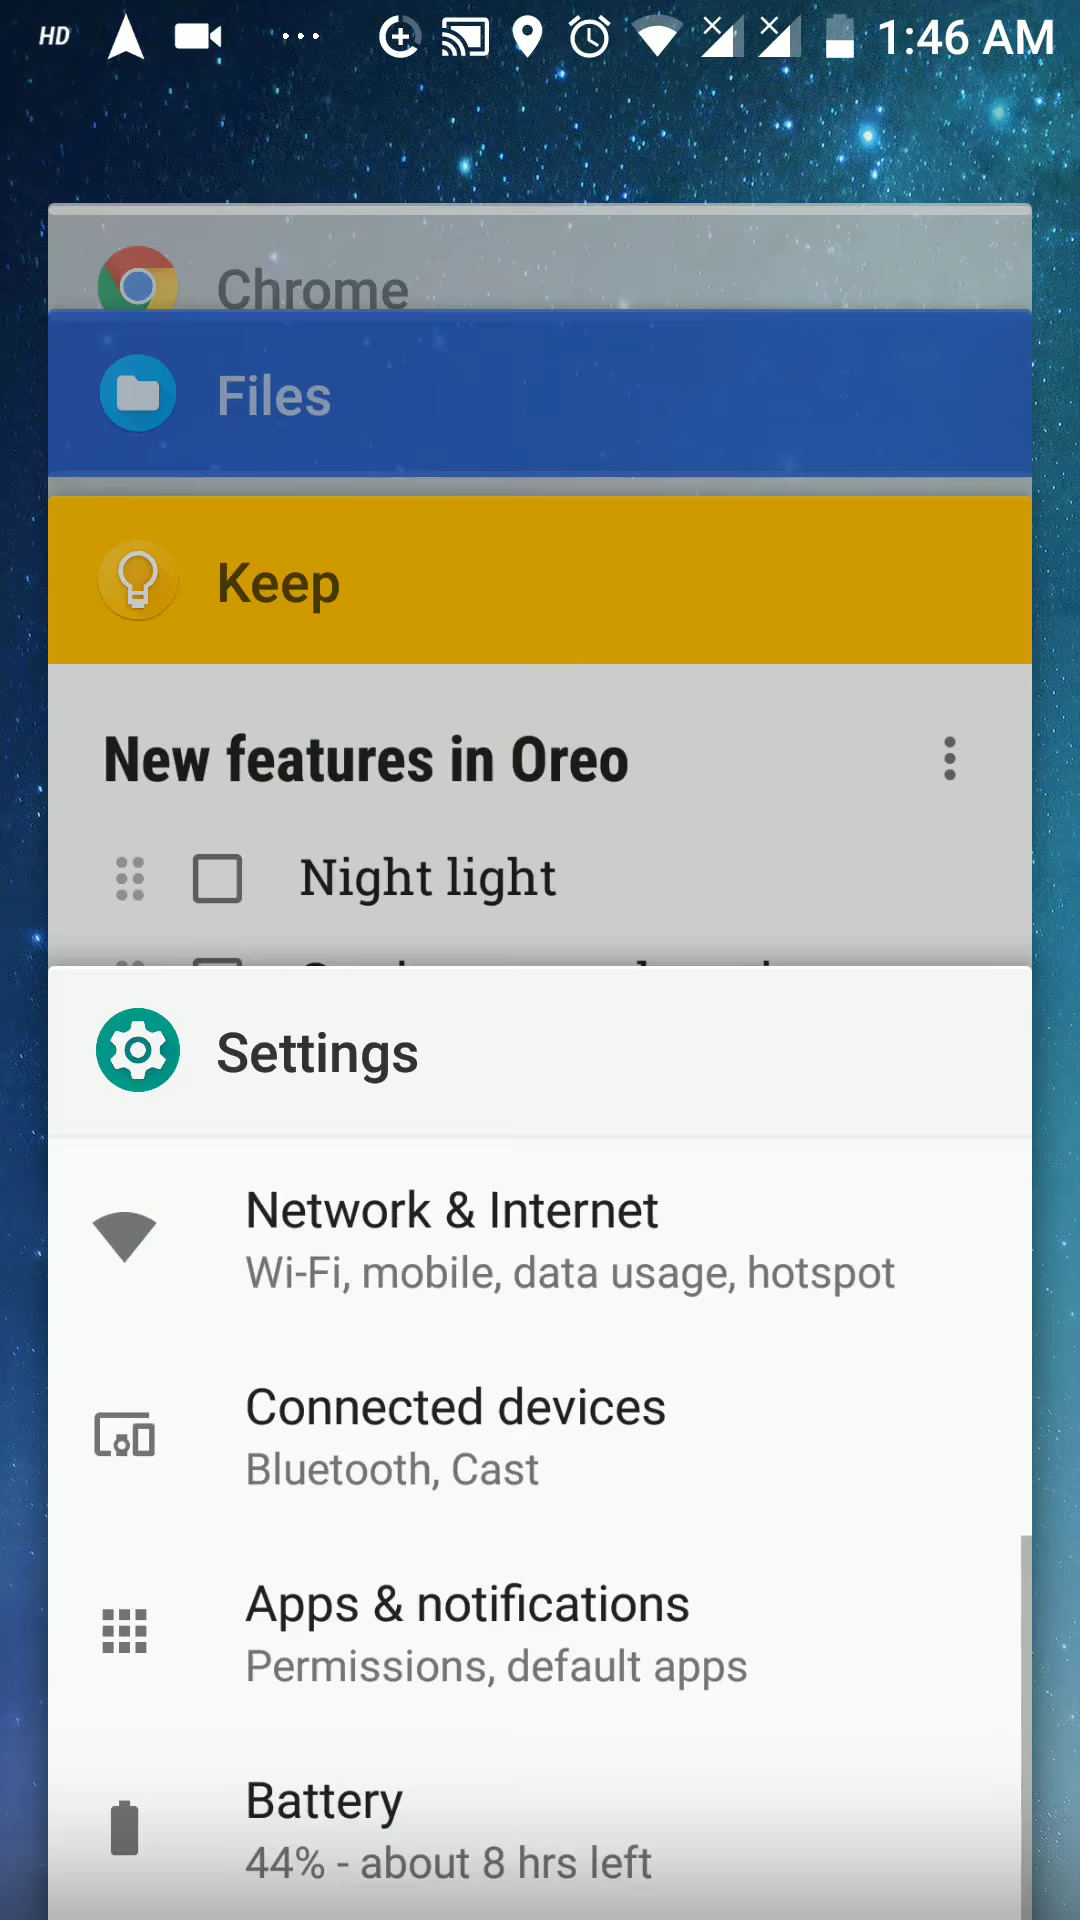 HD 1:46 AM
Chrome
Files
Keep
New features in Oreo
Night light
Settings
Network & Internet
Wi-Fi, mobile, data usage, hotspot
Connected devices
Bluetooth, Cast
Apps & notifications
Permissions, default apps
Battery
44% - about 8 hrs left